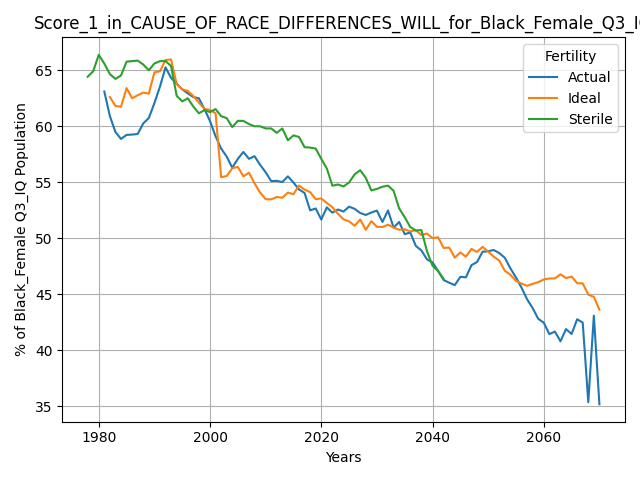 Score_1_in_CAUSE_OF_RACE_DIFFERENCES_WILL_for_Black_Female_Q3_IQ
Fertility
Actual
Ideal
Sterile
% of Black_Female Q3_IQ Population
65
60
55
50
45
40
35
1980
2000
2020
2040
2060
Years